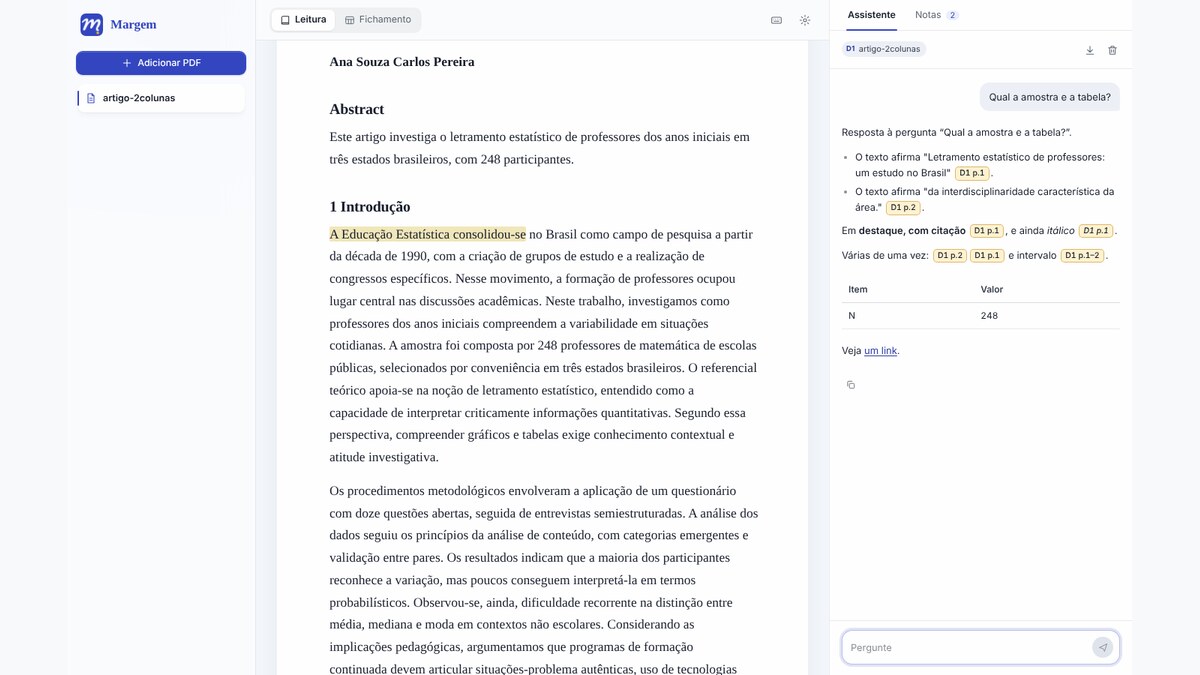 Margem
Adicionar PDF
artigo-2colunas
Leitura
Fichamento
Ana Souza Carlos Pereira
Abstract
Este artigo investiga o letramento estatístico de professores dos anos iniciais em
três estados brasileiros, com 248 participantes.
1 Introdução
A Educação Estatística consolidou-se no Brasil como campo de pesquisa a partir
da década de 1990, com a criação de grupos de estudo e a realização de
congressos específicos. Nesse movimento, a formação de professores ocupou
lugar central nas discussões acadêmicas. Neste trabalho, investigamos como
professores dos anos iniciais compreendem a variabilidade em situações
cotidianas. A amostra foi composta por 248 professores de matemática de escolas
públicas, selecionados por conveniência em três estados brasileiros. O referencial
teórico apoia-se na noção de letramento estatístico, entendido como a
capacidade de interpretar criticamente informações quantitativas. Segundo essa
perspectiva, compreender gráficos e tabelas exige conhecimento contextual e
atitude investigativa.
Os procedimentos metodológicos envolveram a aplicação de um questionário
com doze questões abertas, seguida de entrevistas semiestruturadas. A análise dos
dados seguiu os princípios da análise de conteúdo, com categorias emergentes e
validação entre pares. Os resultados indicam que a maioria dos participantes
reconhece a variação, mas poucos conseguem interpretá-la em termos
probabilísticos. Observou-se, ainda, dificuldade recorrente na distinção entre
média, mediana e moda em contextos não escolares. Considerando as
implicações pedagógicas, argumentamos que programas de formação
continuada devem articular situações-problema autênticas, uso de tecnologias
Assistente
Notas 2
D1 artigo-2colunas
Qual a amostra e a tabela?
Resposta à pergunta “Qual a amostra e a tabela?”.
• O texto afirma "Letramento estatístico de professores:
um estudo no Brasil" D1 p.1.
• O texto afirma "da interdisciplinaridade característica da
área." D1 p.2.
Em destaque, com citação D1 p.1, e ainda itálico D1 p.1.
Várias de uma vez: D1 p.2 D1 p.1 e intervalo D1 p.1–2.
Item Valor
N 248
Veja um link.
Pergunte